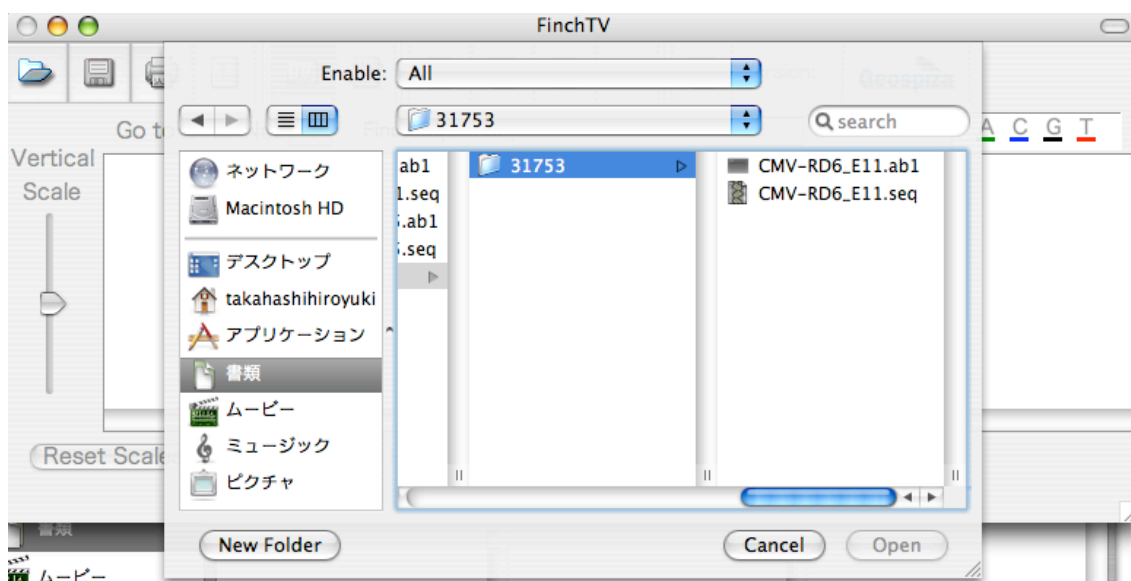 FinchTV
Enable: All
Geospiza
Go to
31753
search
A C G T
Vertical
Scale
ネットワーク
Macintosh HD
デスクトップ
takahashihiroyuki
アプリケーション
書類
ムービー
ミュージック
ピクチャ
ab1
.seq
.ab1
.seq
31753
CMV-RD6_E11.ab1
CMV-RD6_E11.seq
Reset Scale
New Folder
Cancel
Open
書類
ムービー